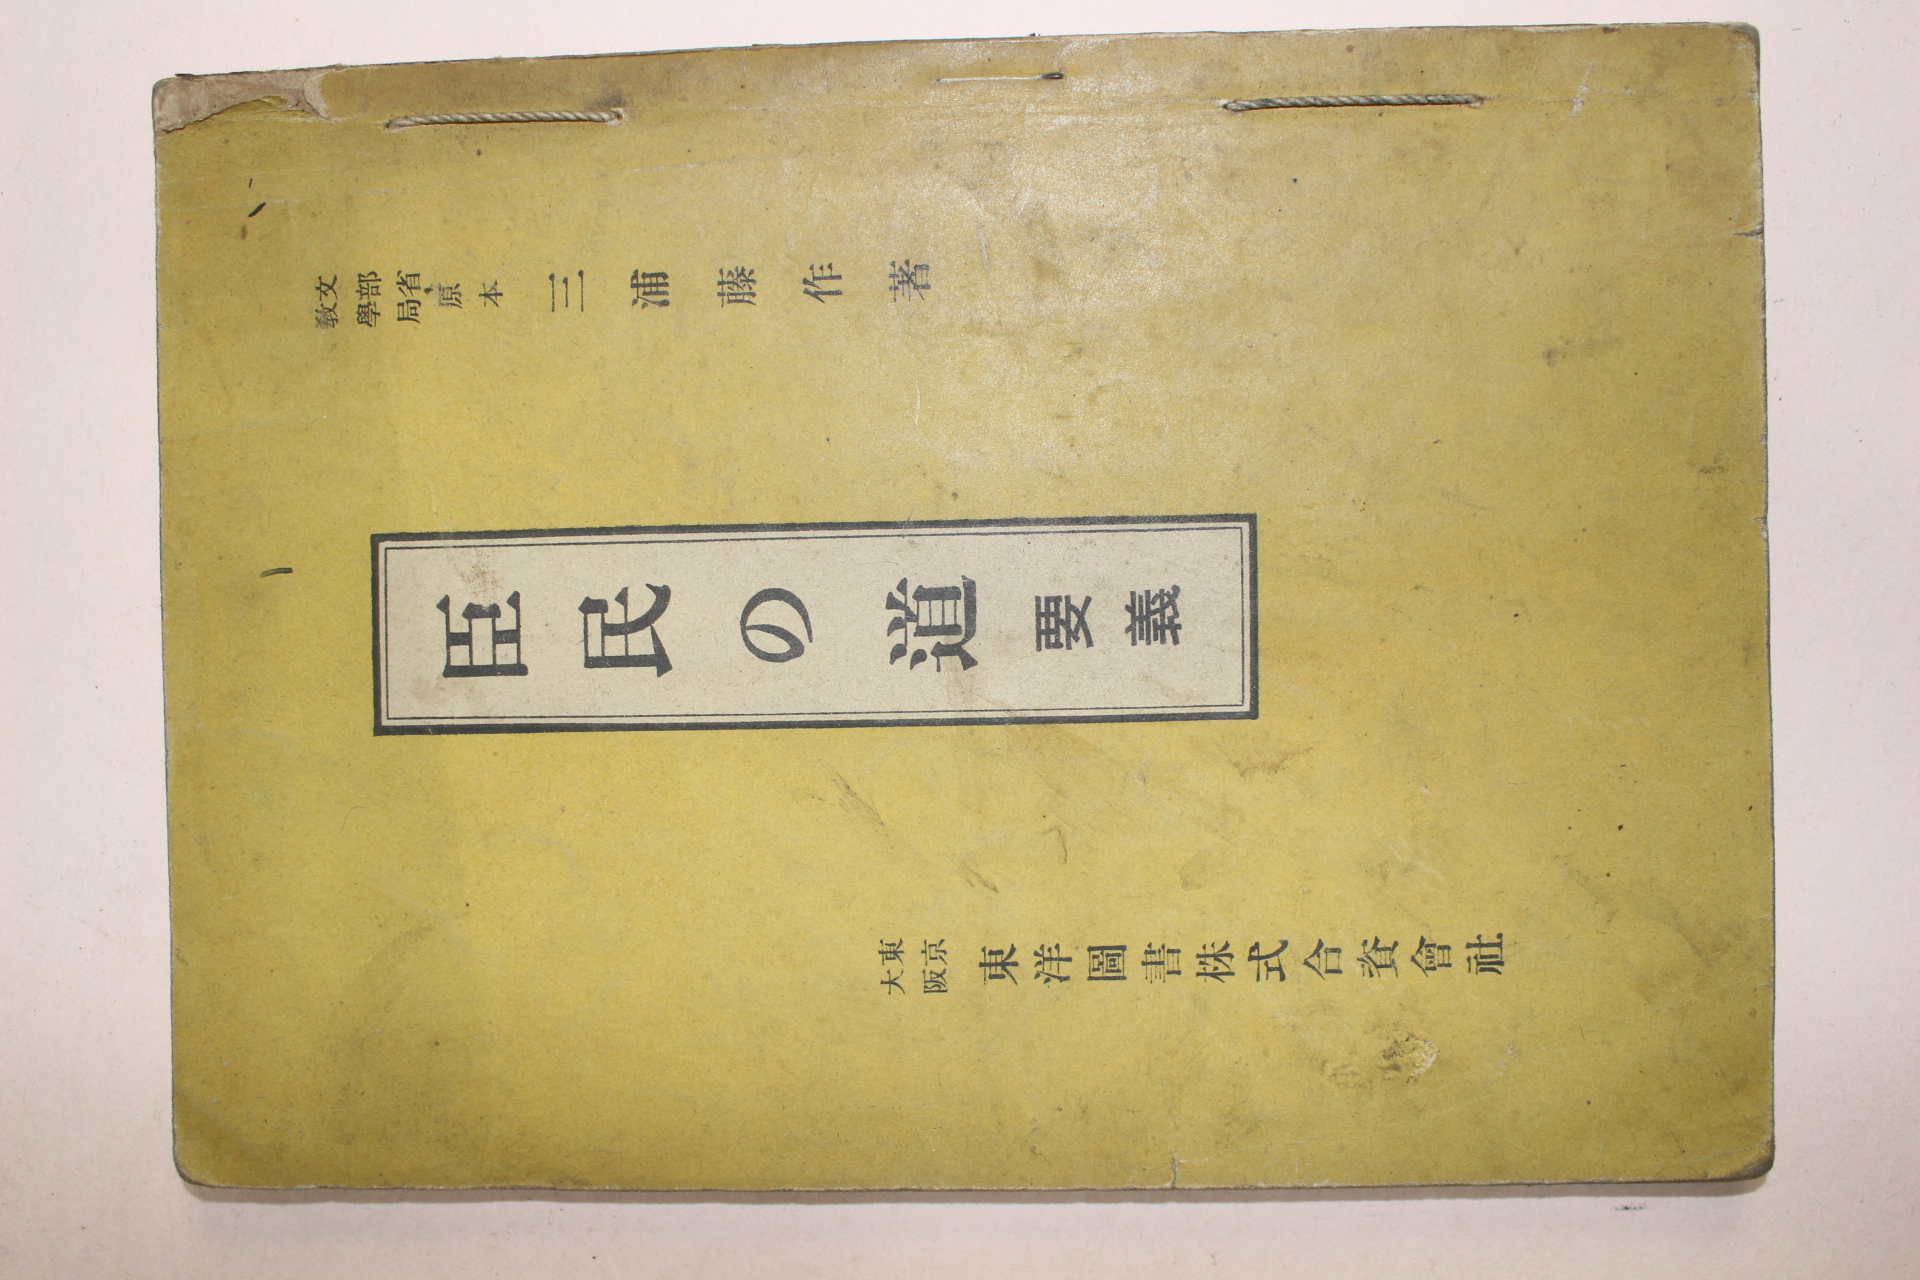 文部省
教學局
原本
三浦藤作著
臣民の道要義
東京
大阪
東洋圖書株式合資會社